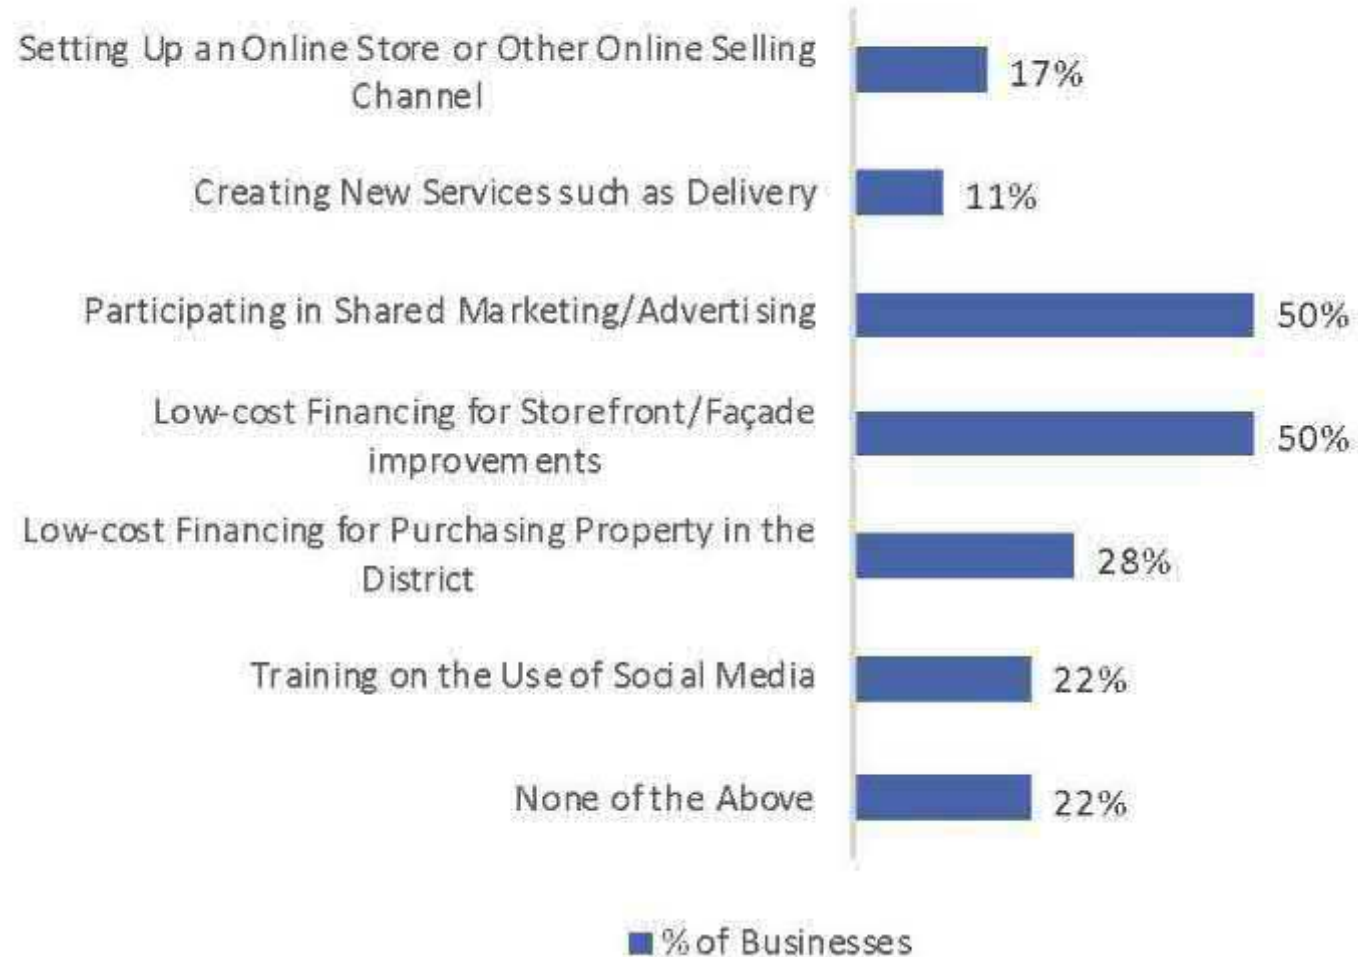 Setting Up an Online Store or Other Online Selling
Channel
17%
Creating New Services such as Delivery
11%
Participating in Shared Marketing/Advertising
50%
Low-cost Financing for Storefront/Façade
improvements
50%
Low-cost Financing for Purchasing Property in the
District
28%
Training on the Use of Social Media
22%
None of the Above
22%
% of Businesses